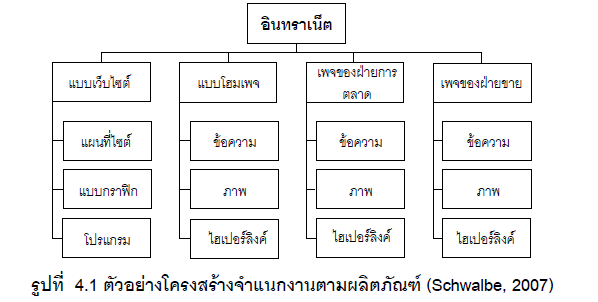 อินทราเน็ต
แบบเว็บไซต์
แบบโฮมเพจ
เพจของฝ่ายการ
ตลาด
เพจของฝ่ายขาย
แผนที่ไซต์
ข้อความ
ข้อความ
ข้อความ
แบบกราฟิก
ภาพ
ภาพ
ภาพ
โปรแกรม
ไฮเปอร์ลิงค์
ไฮเปอร์ลิงค์
ไฮเปอร์ลิงค์
รูปที่ 4.1 ตัวอย่างโครงสร้างจำแนกงานตามผลิตภัณฑ์ (Schwalbe, 2007)